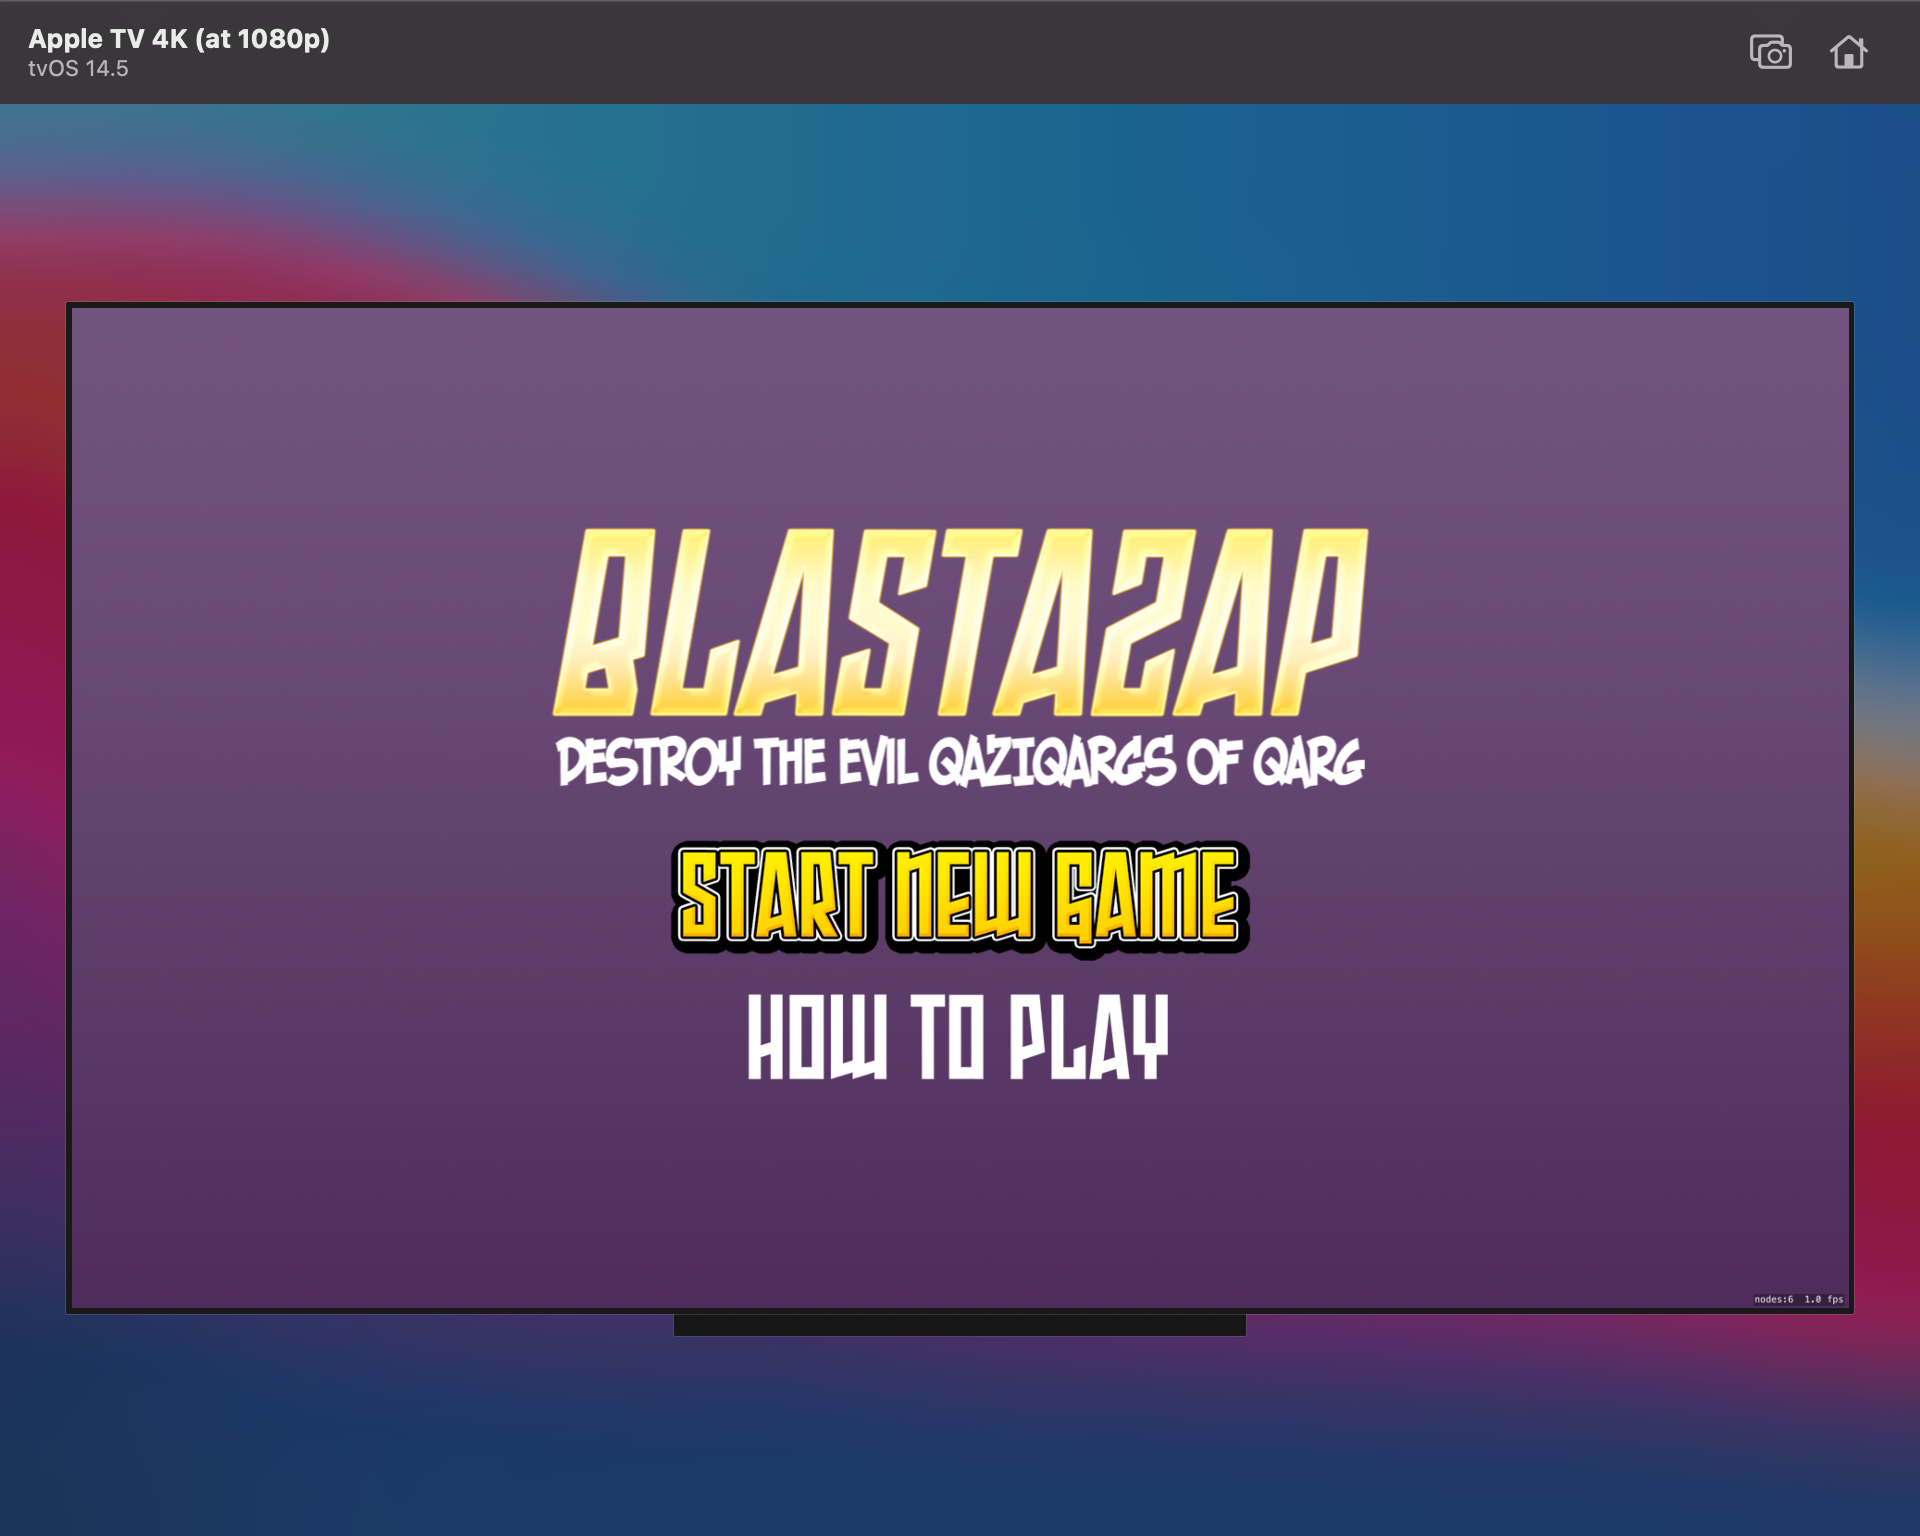 Apple TV 4K (at 1080p)
tvOS 14.5
BLASTAZAP
DESTROY THE EVIL QAZIQARGS OF QARG
START NEW GAME
HOW TO PLAY
nodes:6 1.0 fps